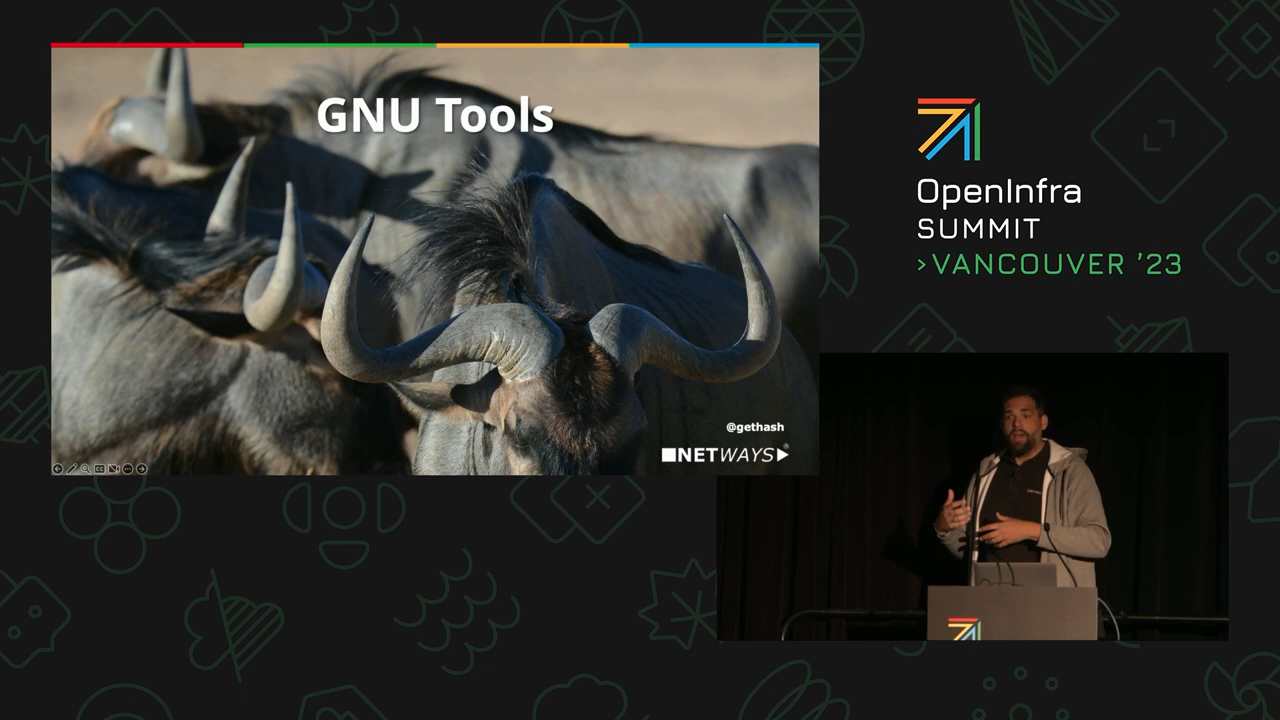 GNU Tools
@gethash
NETWAYS®
OpenInfra
SUMMIT
>VANCOUVER '23